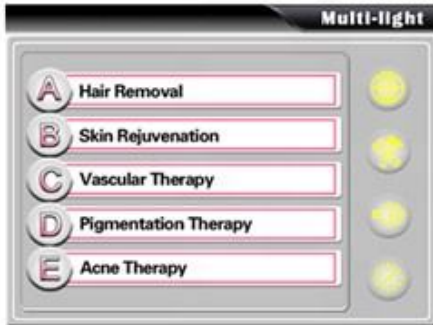 Multi-light
A Hair Removal
B Skin Rejuvenation
C Vascular Therapy
D Pigmentation Therapy
E Acne Therapy